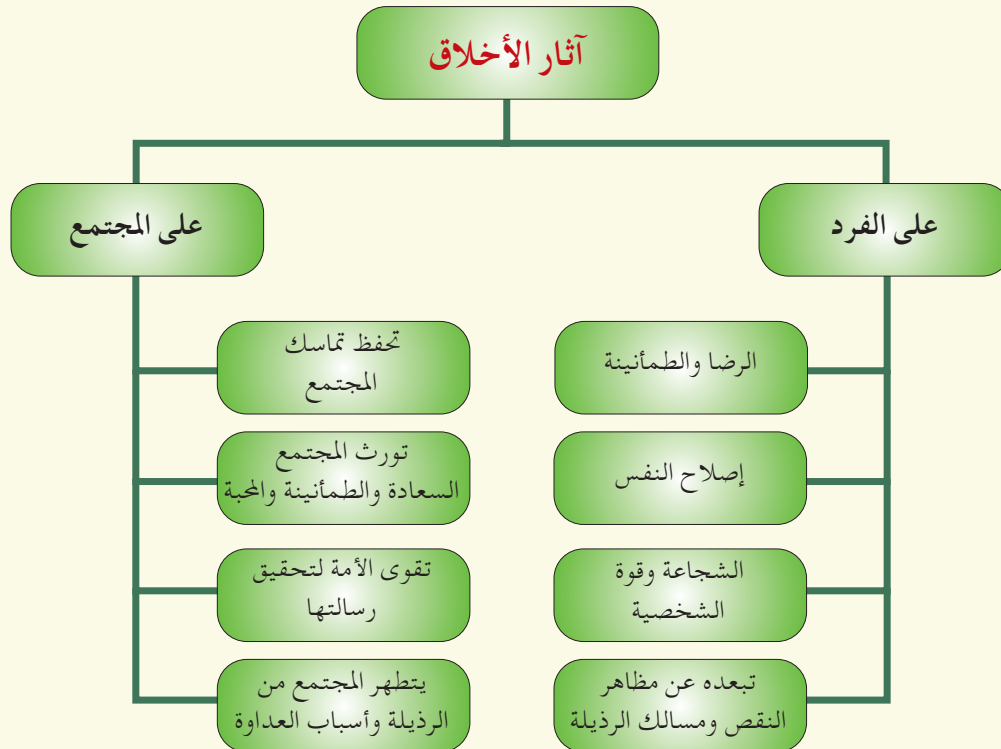 آثار الأخلاق
على الفرد
الرضا والطمأنينة
إصلاح النفس
الشجاعة وقوة
الشخصية
تبعده عن مظاهر
النقص ومسالك الرذيلة
على المجتمع
تحفظ تماسك
المجتمع
تورث المجتمع
السعادة والطمأنينة والمحبة
تقوى الأمة لتحقيق
رسالتها
يتطهر المجتمع من
الرذيلة وأسباب العداوة